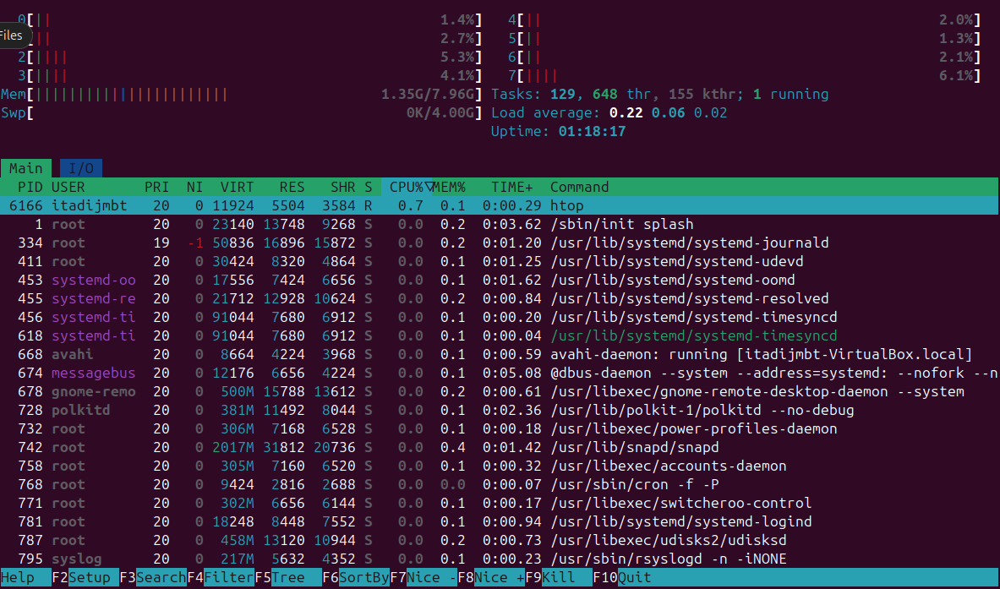 0[|| 1.4%] 4[|| 2.0%]
Files || 2.7%] 5[|| 1.3%]
2[|||| 5.3%] 6[|| 2.1%]
3[|||| 4.1%] 7[|||| 6.1%]
Mem[||||||||||||||||||||||| 1.35G/7.96G] Tasks: 129, 648 thr, 155 kthr; 1 running
Swp[ 0K/4.00G] Load average: 0.22 0.06 0.02
Uptime: 01:18:17
Main I/O
PID USER PRI NI VIRT RES SHR S CPU%▽MEM% TIME+ Command
6166 itadijmbt 20 0 11924 5504 3584 R 0.7 0.1 0:00.29 htop
1 root 20 0 23140 13748 9268 S 0.0 0.2 0:03.62 /sbin/init splash
334 root 19 -1 50836 16896 15872 S 0.0 0.2 0:01.20 /usr/lib/systemd/systemd-journald
411 root 20 0 30424 8320 4864 S 0.0 0.1 0:01.25 /usr/lib/systemd/systemd-udevd
453 systemd-oo 20 0 17556 7424 6656 S 0.0 0.1 0:01.62 /usr/lib/systemd/systemd-oomd
455 systemd-re 20 0 21712 12928 10624 S 0.0 0.2 0:00.84 /usr/lib/systemd/systemd-resolved
456 systemd-ti 20 0 91044 7680 6912 S 0.0 0.1 0:00.20 /usr/lib/systemd/systemd-timesyncd
618 systemd-ti 20 0 91044 7680 6912 S 0.0 0.1 0:00.04 /usr/lib/systemd/systemd-timesyncd
668 avahi 20 0 8664 4224 3968 S 0.0 0.1 0:00.59 avahi-daemon: running [itadijmbt-VirtualBox.local]
674 messagebus 20 0 12176 6656 4224 S 0.0 0.1 0:05.08 @dbus-daemon --system --address=systemd: --nofork --n
678 gnome-remo 20 0 500M 15788 13612 S 0.0 0.2 0:00.61 /usr/libexec/gnome-remote-desktop-daemon --system
728 polkitd 20 0 381M 11492 8044 S 0.0 0.1 0:02.36 /usr/lib/polkit-1/polkitd --no-debug
732 root 20 0 306M 7168 6528 S 0.0 0.1 0:00.18 /usr/libexec/power-profiles-daemon
742 root 20 0 2017M 31812 20736 S 0.0 0.4 0:01.42 /usr/lib/snapd/snapd
758 root 20 0 305M 7160 6520 S 0.0 0.1 0:00.32 /usr/libexec/accounts-daemon
768 root 20 0 9424 2816 2688 S 0.0 0.0 0:00.07 /usr/sbin/cron -f -P
771 root 20 0 302M 6656 6144 S 0.0 0.1 0:00.17 /usr/libexec/switcheroo-control
781 root 20 0 18248 8448 7552 S 0.0 0.1 0:00.94 /usr/lib/systemd/systemd-logind
787 root 20 0 458M 13120 10944 S 0.0 0.2 0:00.73 /usr/libexec/udisks2/udisksd
795 syslog 20 0 217M 5632 4352 S 0.0 0.1 0:00.23 /usr/sbin/rsyslogd -n -iNONE
Help F2Setup F3SearchF4FilterF5Tree F6SortByF7Nice -F8Nice +F9Kill F10Quit